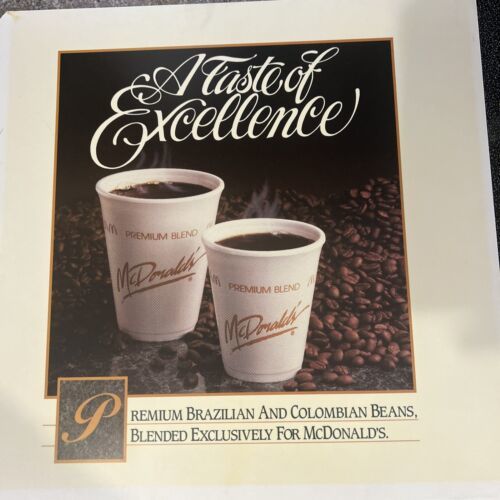 A Taste of
Excellence
PREMIUM BLEND
McDonald's
®
PREMIUM BLEND
McDonald's
®
PREMIUM BRAZILIAN AND COLOMBIAN BEANS,
BLENDED EXCLUSIVELY FOR MCDONALD'S.